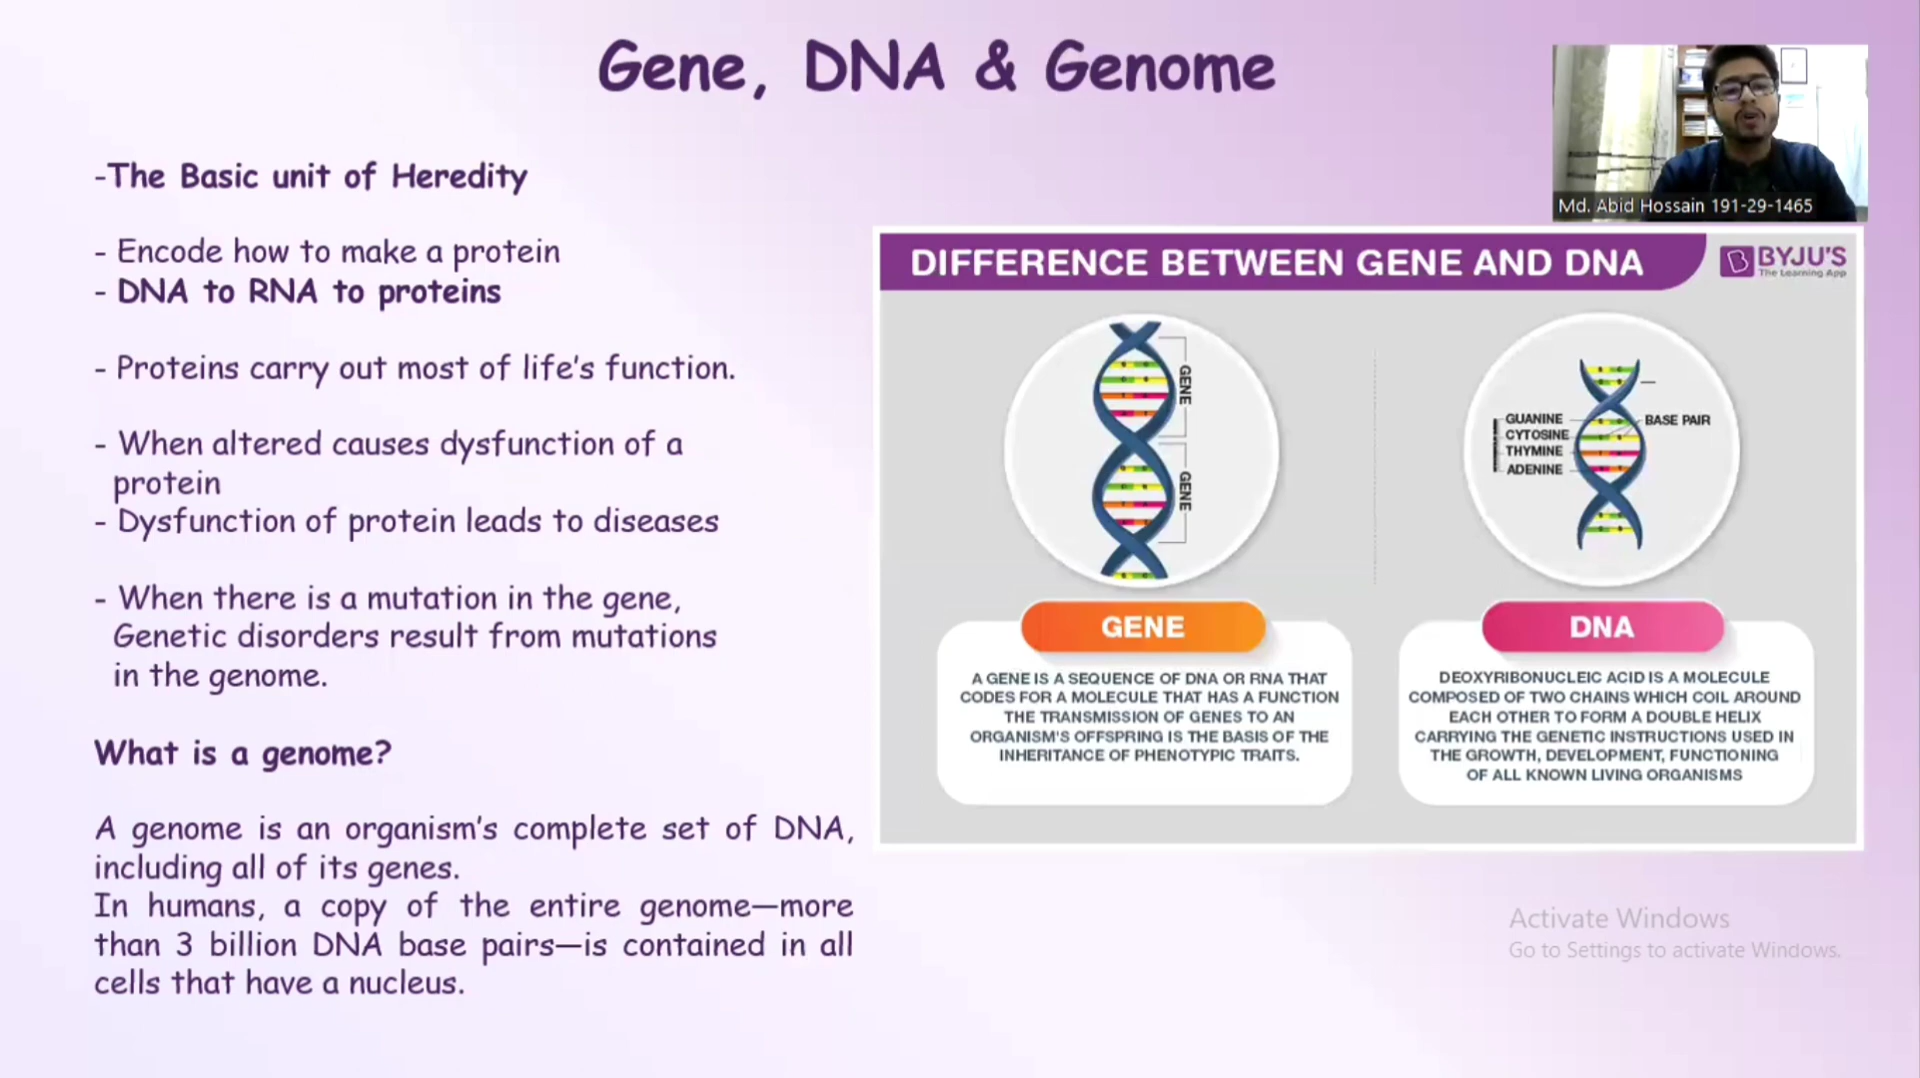 Gene, DNA & Genome
-The Basic unit of Heredity
- Encode how to make a protein
- DNA to RNA to proteins
- Proteins carry out most of life's function.
- When altered causes dysfunction of a
protein
- Dysfunction of protein leads to diseases
- When there is a mutation in the gene,
Genetic disorders result from mutations
in the genome.
What is a genome?
A genome is an organism's complete set of DNA,
including all of its genes.
In humans, a copy of the entire genome—more
than 3 billion DNA base pairs—is contained in all
cells that have a nucleus.
Md. Abid Hossain 191-29-1465
DIFFERENCE BETWEEN GENE AND DNA
BYJU'S
The Learning App
GENE
GENE
GUANINE
CYTOSINE
THYMINE
ADENINE
BASE PAIR
GENE
A GENE IS A SEQUENCE OF DNA OR RNA THAT
CODES FOR A MOLECULE THAT HAS A FUNCTION
THE TRANSMISSION OF GENES TO AN
ORGANISM'S OFFSPRING IS THE BASIS OF THE
INHERITANCE OF PHENOTYPIC TRAITS.
DNA
DEOXYRIBONUCLEIC ACID IS A MOLECULE
COMPOSED OF TWO CHAINS WHICH COIL AROUND
EACH OTHER TO FORM A DOUBLE HELIX
CARRYING THE GENETIC INSTRUCTIONS USED IN
THE GROWTH, DEVELOPMENT, FUNCTIONING
OF ALL KNOWN LIVING ORGANISMS
Activate Windows
Go to Settings to activate Windows.